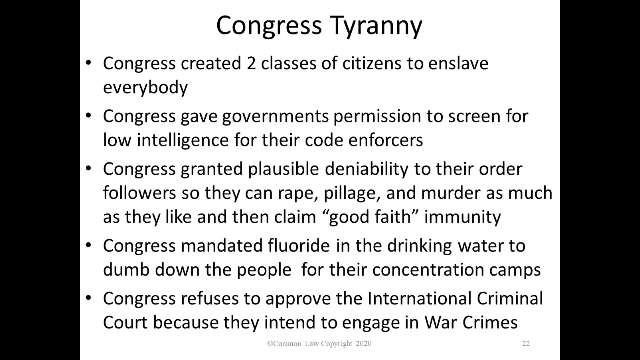 Congress Tyranny
• Congress created 2 classes of citizens to enslave
everybody
• Congress gave governments permission to screen for
low intelligence for their code enforcers
• Congress granted plausible deniability to their order
followers so they can rape, pillage, and murder as much
as they like and then claim “good faith” immunity
• Congress mandated fluoride in the drinking water to
dumb down the people  for their concentration camps
• Congress refuses to approve the International Criminal
Court because they intend to engage in War Crimes
©Common Law Copyright 2020
22